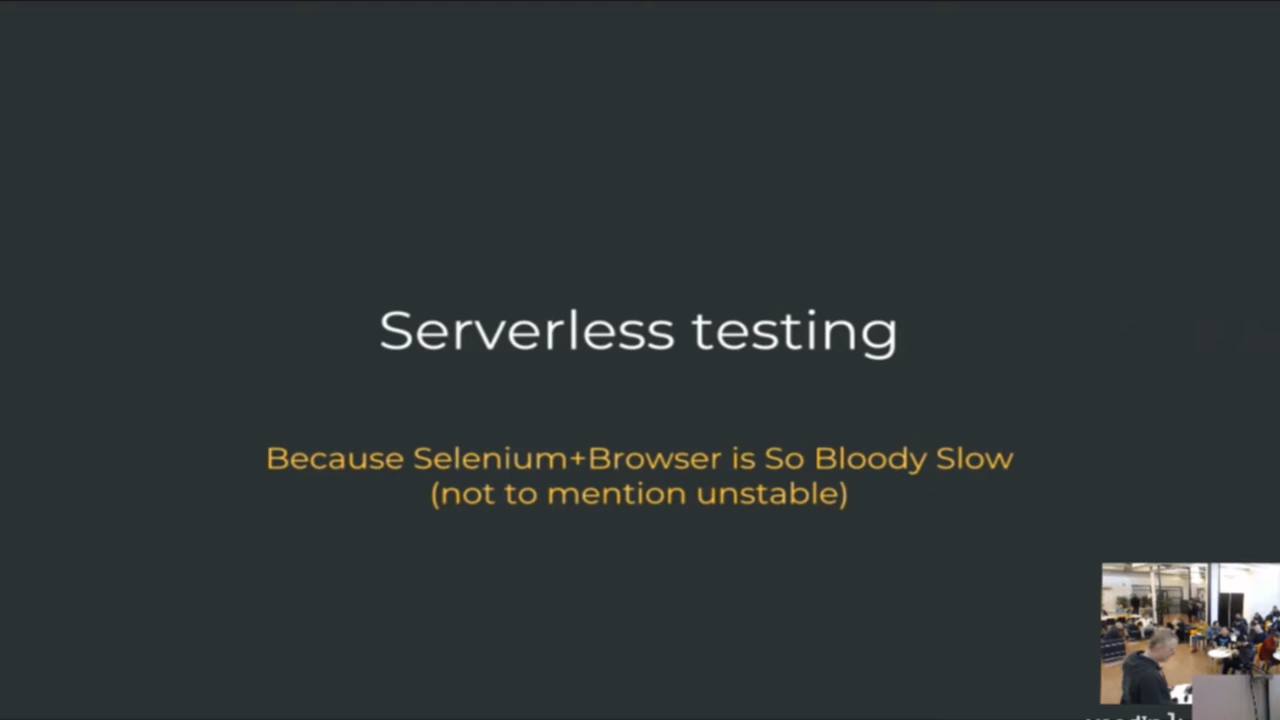 Serverless testing
Because Selenium+Browser is So Bloody Slow
(not to mention unstable)